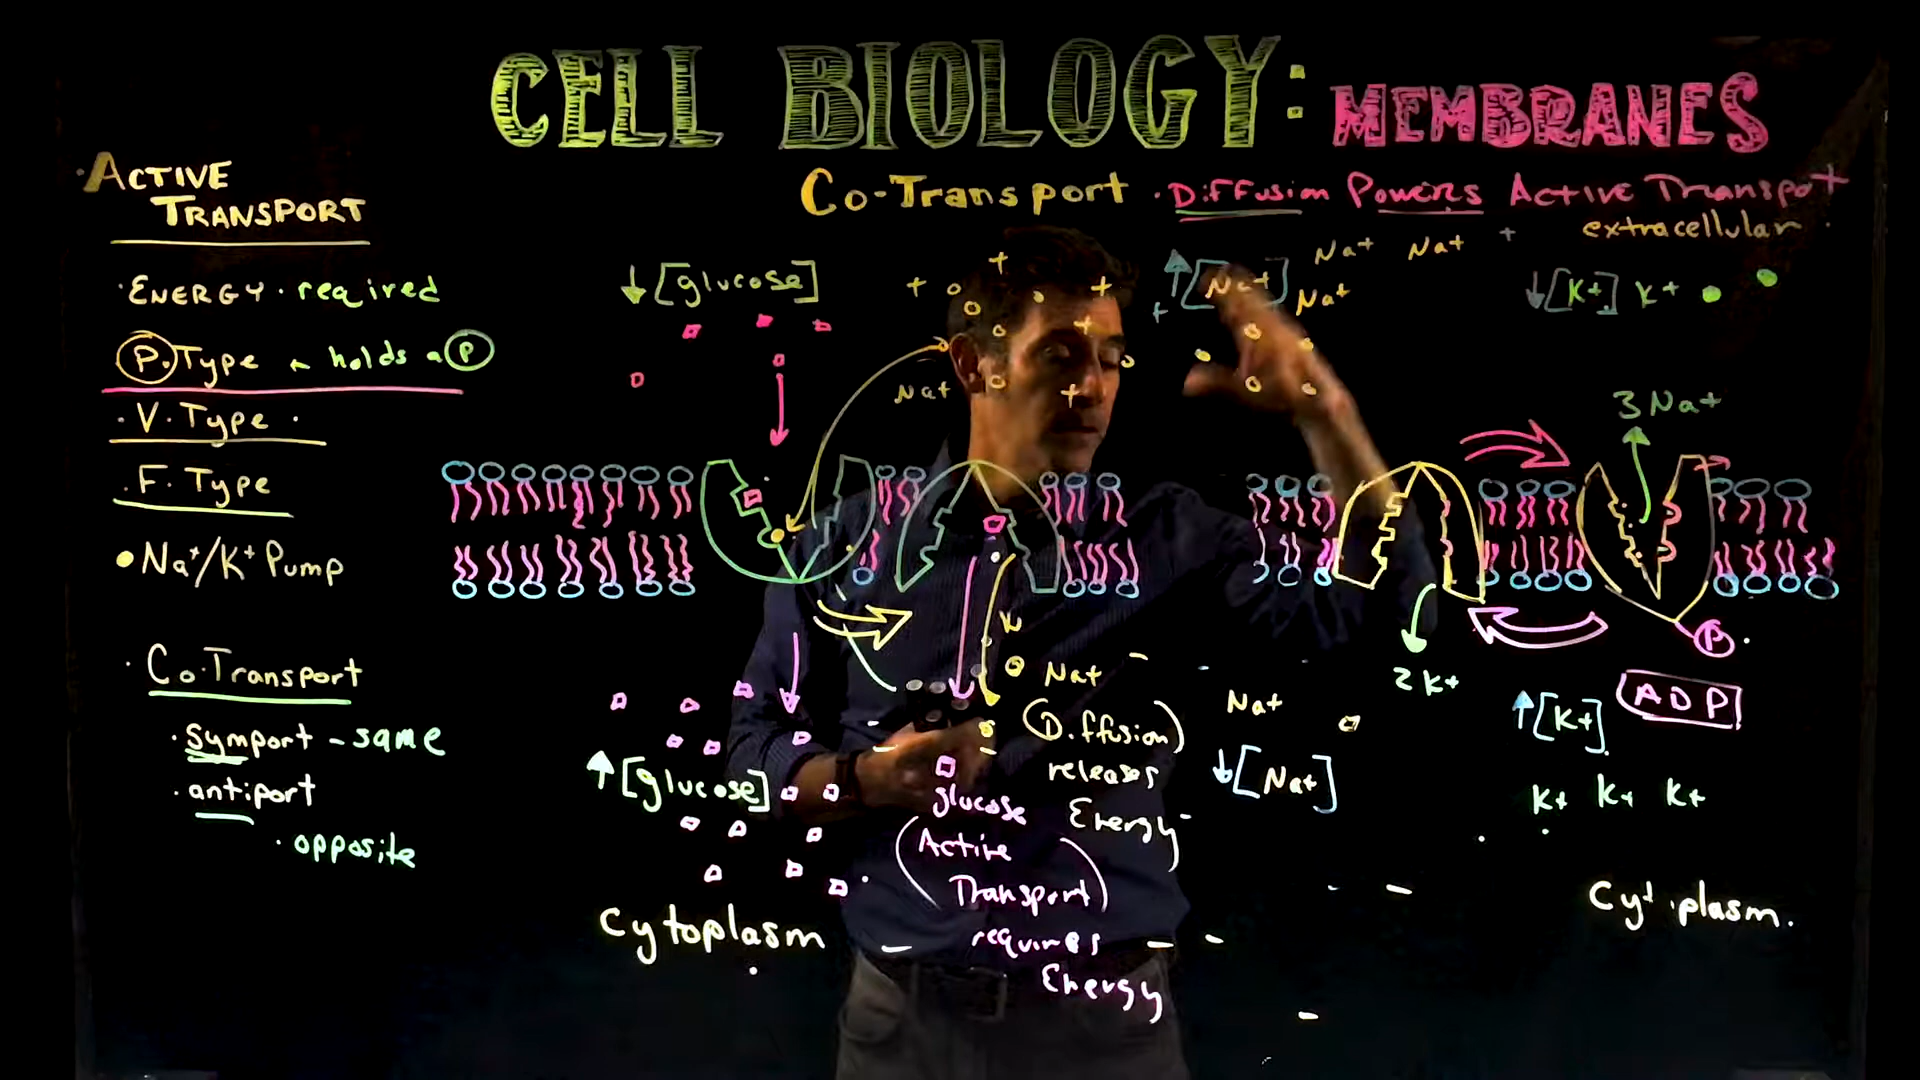 CELL BIOLOGY: MEMBRANES
Co-Transport · Diffusion Powers Active Transport
· ACTIVE
TRANSPORT
· ENERGY · required
P. Type ← holds a P
· V. Type ·
· F. Type
• Na+/K+ Pump
· Co.Transport
· symport - same
· antiport
· opposite
↓ [glucose]
Na+
extracellular
↑ [Na+]
Na+ Na+ +
Na+
↓ [K+] K+
3 Na+
2 K+
P
ADP
↑ [K+]
K+ K+ K+
Na+
Na+
↓ [Na+]
(Diffusion)
releases
Energy
↑ [glucose]
glucose
(Active
Transport)
requires
Energy
Cytoplasm
Cytoplasm.